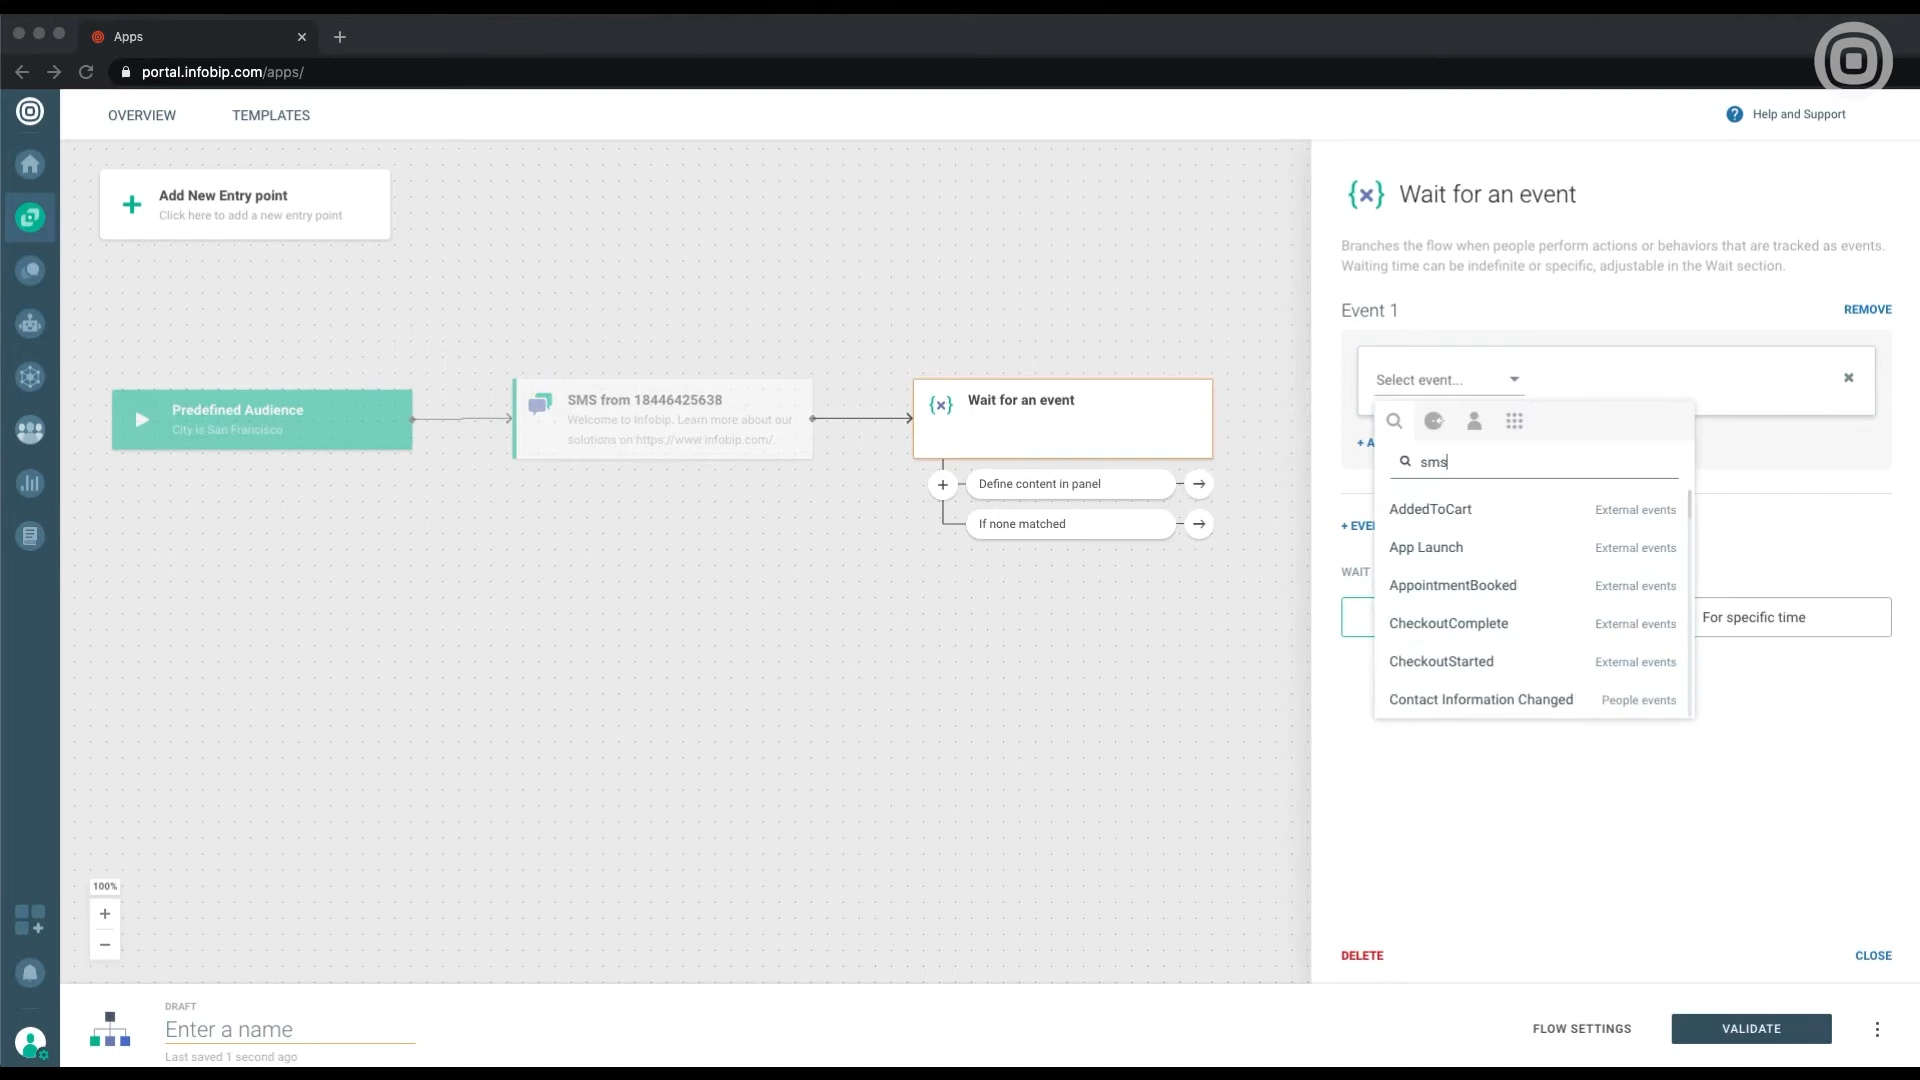 Apps
portal.infobip.com/apps/
OVERVIEW
TEMPLATES
Help and Support
Add New Entry point
Click here to add a new entry point
Predefined Audience
City is San Francisco
SMS from 18446425638
Welcome to Infobip. Learn more about our
solutions on https://www.infobip.com/.
Wait for an event
Define content in panel
If none matched
Wait for an event
Branches the flow when people perform actions or behaviors that are tracked as events.
Waiting time can be indefinite or specific, adjustable in the Wait section.
Event 1
REMOVE
Select event...
+ A
sms
AddedToCart
External events
App Launch
External events
AppointmentBooked
External events
CheckoutComplete
External events
CheckoutStarted
External events
Contact Information Changed
People events
+ EVE
WAIT
For specific time
DELETE
CLOSE
100%
DRAFT
Enter a name
Last saved 1 second ago
FLOW SETTINGS
VALIDATE